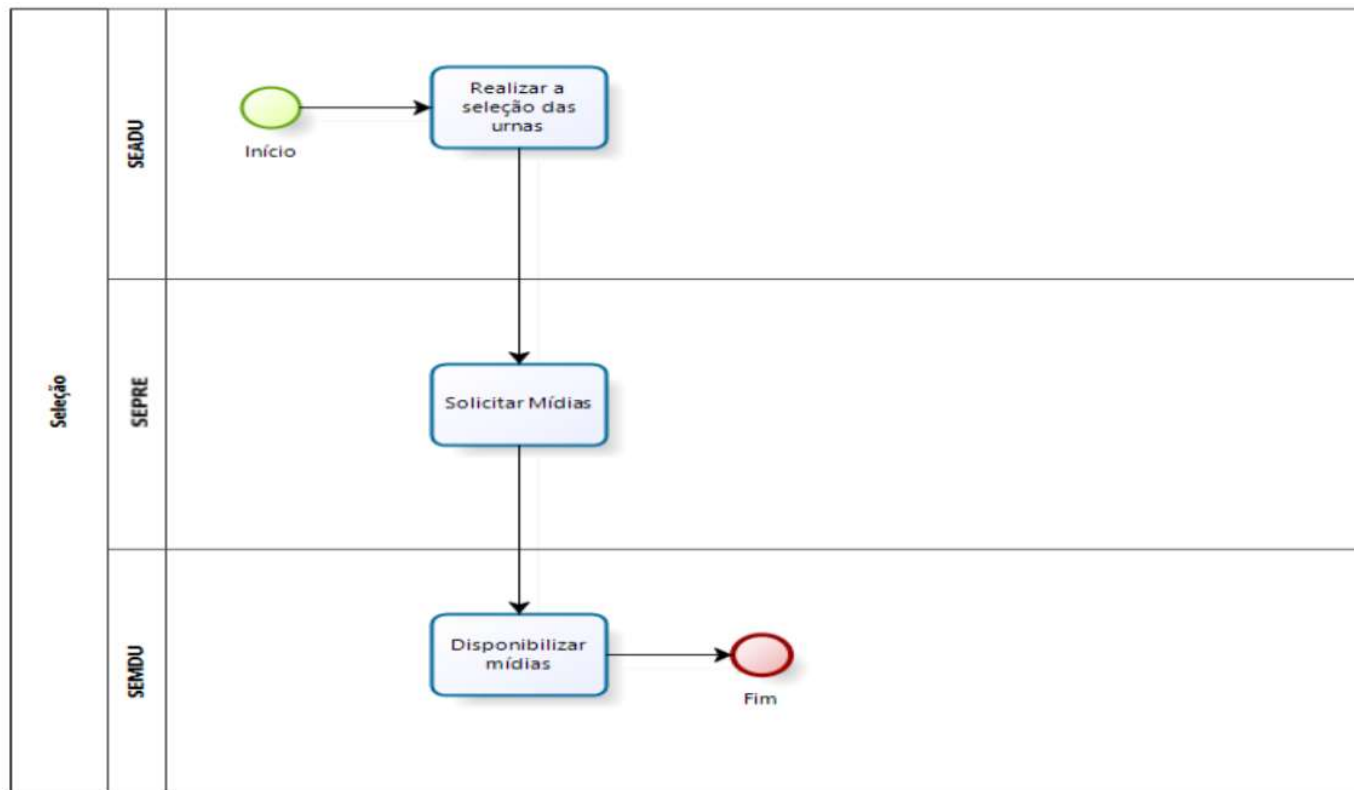 Seleção
SEADU
Início
Realizar a
seleção das
urnas
SEPRE
Solicitar Mídias
SEMDU
Disponibilizar
mídias
Fim